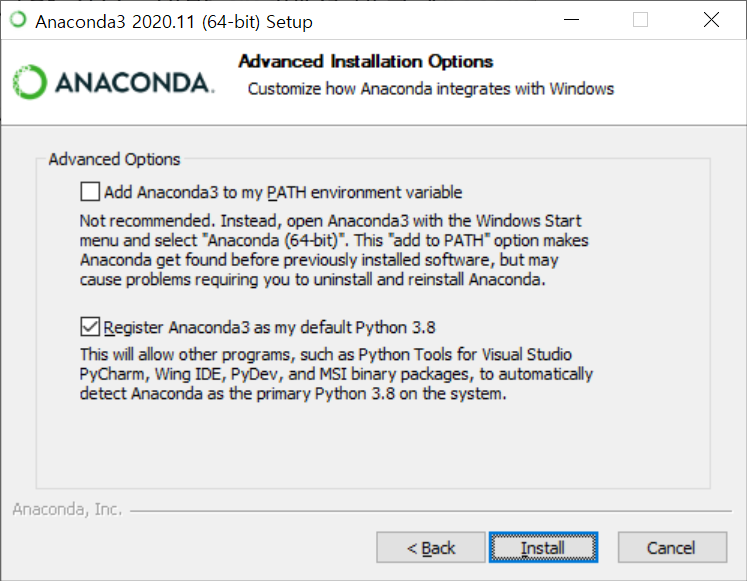 Anaconda3 2020.11 (64-bit) Setup
ANACONDA.
Advanced Installation Options
Customize how Anaconda integrates with Windows
Advanced Options
Add Anaconda3 to my PATH environment variable
Not recommended. Instead, open Anaconda3 with the Windows Start
menu and select "Anaconda (64-bit)". This "add to PATH" option makes
Anaconda get found before previously installed software, but may
cause problems requiring you to uninstall and reinstall Anaconda.
Register Anaconda3 as my default Python 3.8
This will allow other programs, such as Python Tools for Visual Studio
PyCharm, Wing IDE, PyDev, and MSI binary packages, to automatically
detect Anaconda as the primary Python 3.8 on the system.
Anaconda, Inc.
< Back
Install
Cancel